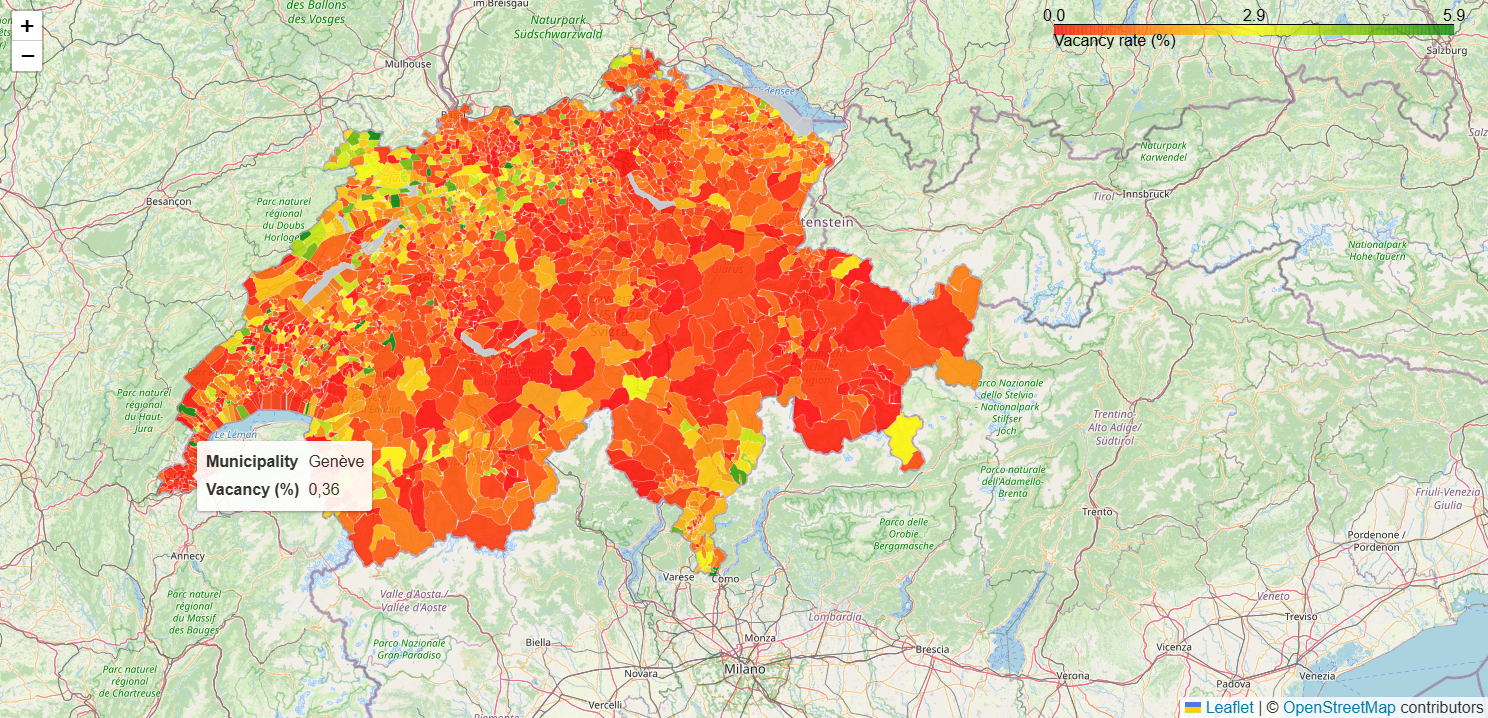 +
−
des Ballons
des Vosges
im Breisgau
Naturpark
Südschwarzwald
Mulhouse
0.0
2.9
5.9
Vacancy rate (%)
Salzburg
Naturpark
Karwendel
Tirol
Innsbruck
Besançon
Parc naturel
régional
du Doubs
Horloge
tenstein
Nationalpark
Hohe Tauern
Glarus
Parc naturel
régional
du Haut-
Jura
Le Léman
Parco Nazionale
dello Stelvio
- Nationalpark
Stilfser
Joch
Trentino-
Alto Adige/
Südtirol
Municipality Genève
Vacancy (%) 0,36
Parco naturale
dell'Adamello-
Brenta
Trento
Friuli-Venezia
Giulia
Parco delle
Orobie
Bergamasche
Pordenone /
Pordenon
Annecy
Varese
Como
Parc naturel
régional
du Massif
des Bauges
Valle d'Aosta /
Vallée d'Aoste
Lombardia
Veneto
Treviso
Parco Nazionale
Gran Paradiso
Biella
Monza
Brescia
Vicenza
Parc naturel
régional
de Chartreuse
Novara
Milano
Verona
Padova
Venezia
Vercelli
Piemonte
Leaflet | © OpenStreetMap contributors